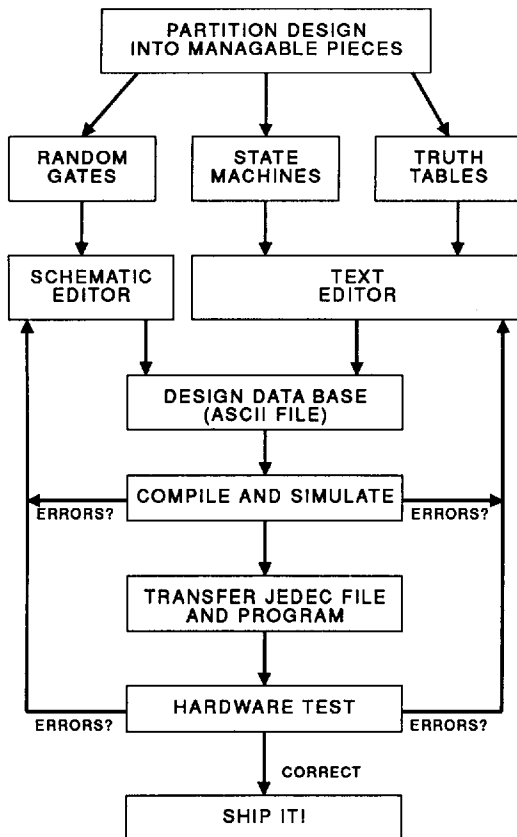 PARTITION DESIGN
INTO MANAGABLE PIECES
RANDOM
GATES
STATE
MACHINES
TRUTH
TABLES
SCHEMATIC
EDITOR
TEXT
EDITOR
DESIGN DATA BASE
(ASCII FILE)
COMPILE AND SIMULATE
ERRORS?
ERRORS?
TRANSFER JEDEC FILE
AND PROGRAM
HARDWARE TEST
ERRORS?
ERRORS?
CORRECT
SHIP IT!